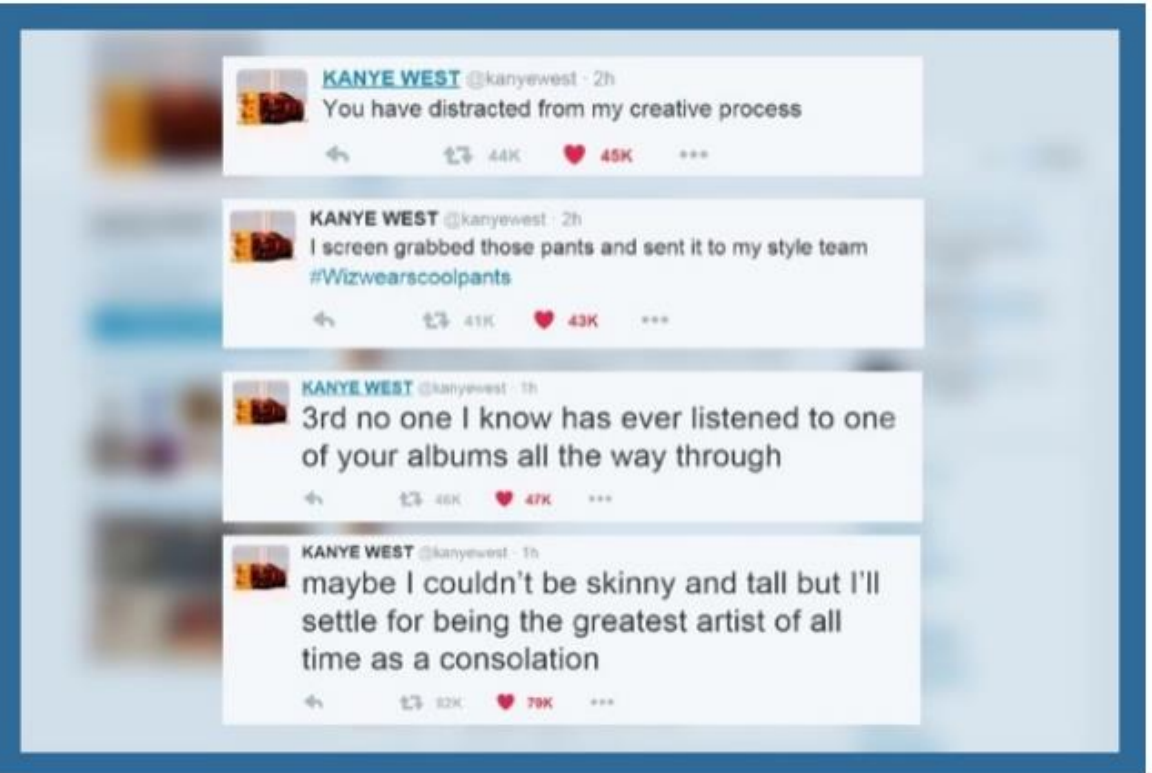 KANYE WEST @kanyewest · 2h
You have distracted from my creative process
44K 45K
KANYE WEST @kanyewest · 2h
I screen grabbed those pants and sent it to my style team
#Wizwearscoolpants
41K 43K
KANYE WEST @kanyewest · 1h
3rd no one I know has ever listened to one
of your albums all the way through
46K 47K
KANYE WEST @kanyewest · 1h
maybe I couldn't be skinny and tall but I'll
settle for being the greatest artist of all
time as a consolation
79K